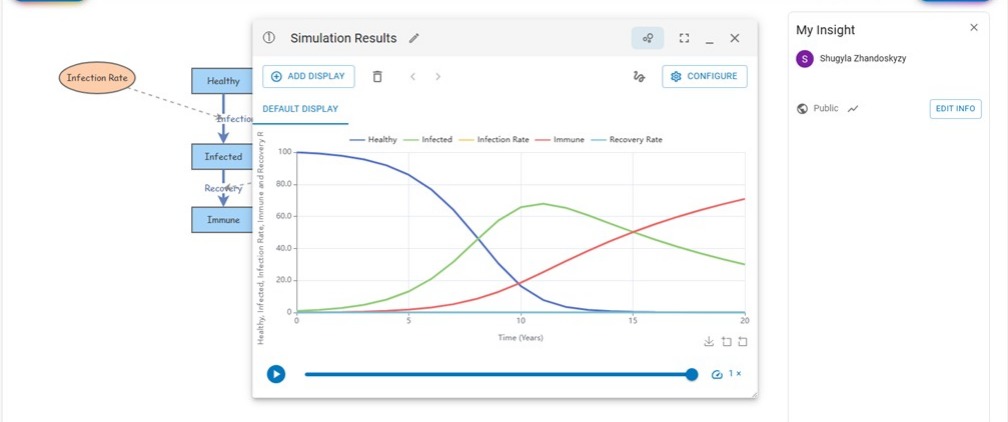 Simulation Results
My Insight
ADD DISPLAY
CONFIGURE
S
Shugyla Zhandoskyzy
Public
EDIT INFO
DEFAULT DISPLAY
Infection Rate
Healthy
Infected
Recovery
Immune
Healthy Infected Infection Rate Immune Recovery Rate
Healthy, Infected, Infection Rate, Immune and Recovery R
100
80.0
60.0
40.0
20.0
0
0 5 10 15 20
Time (Years)
1 ×